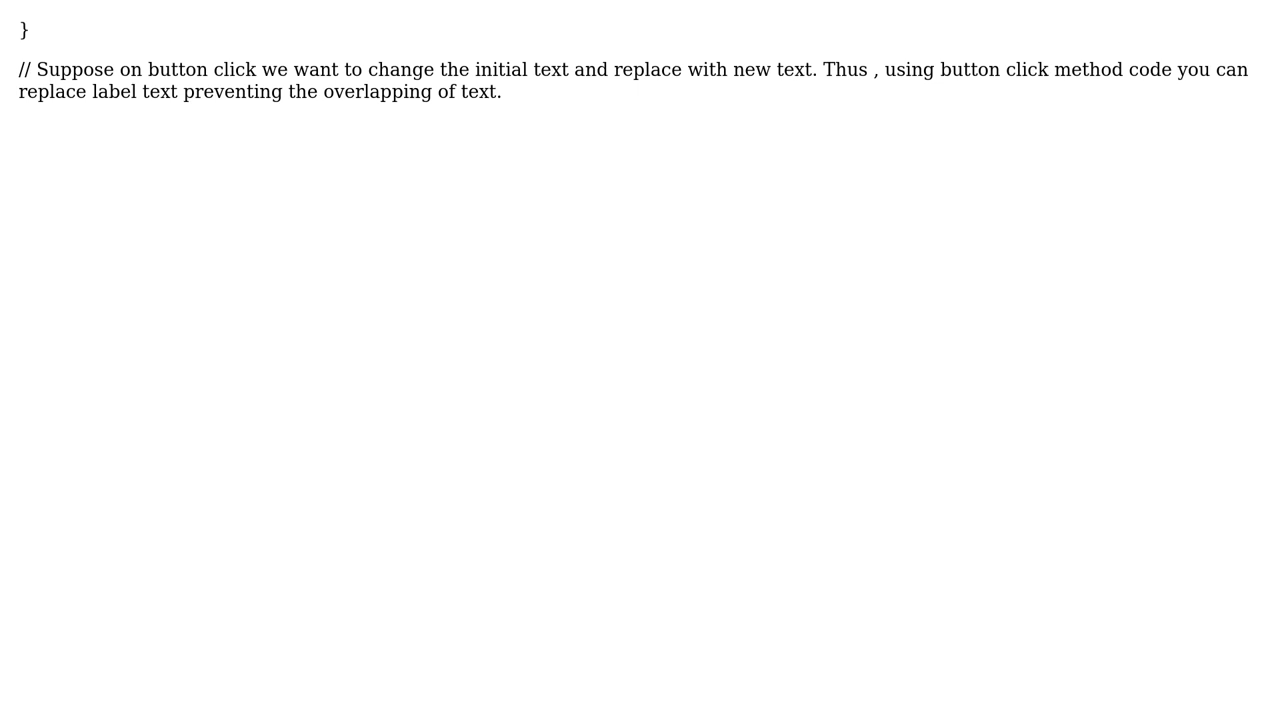 }
// Suppose on button click we want to change the initial text and replace with new text. Thus , using button click method code you can
replace label text preventing the overlapping of text.